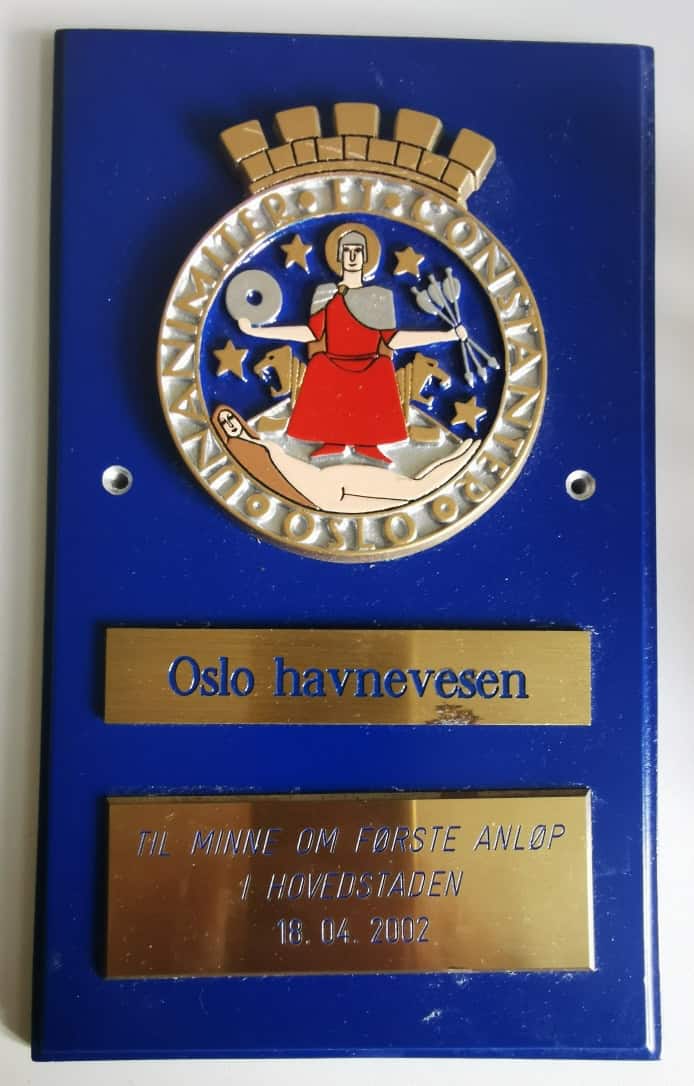 UNANIMITER • ET • CONSTANTER • OSLO •
Oslo havnevesen
TIL MINNE OM FØRSTE ANLØP
I HOVEDSTADEN
18. 04. 2002